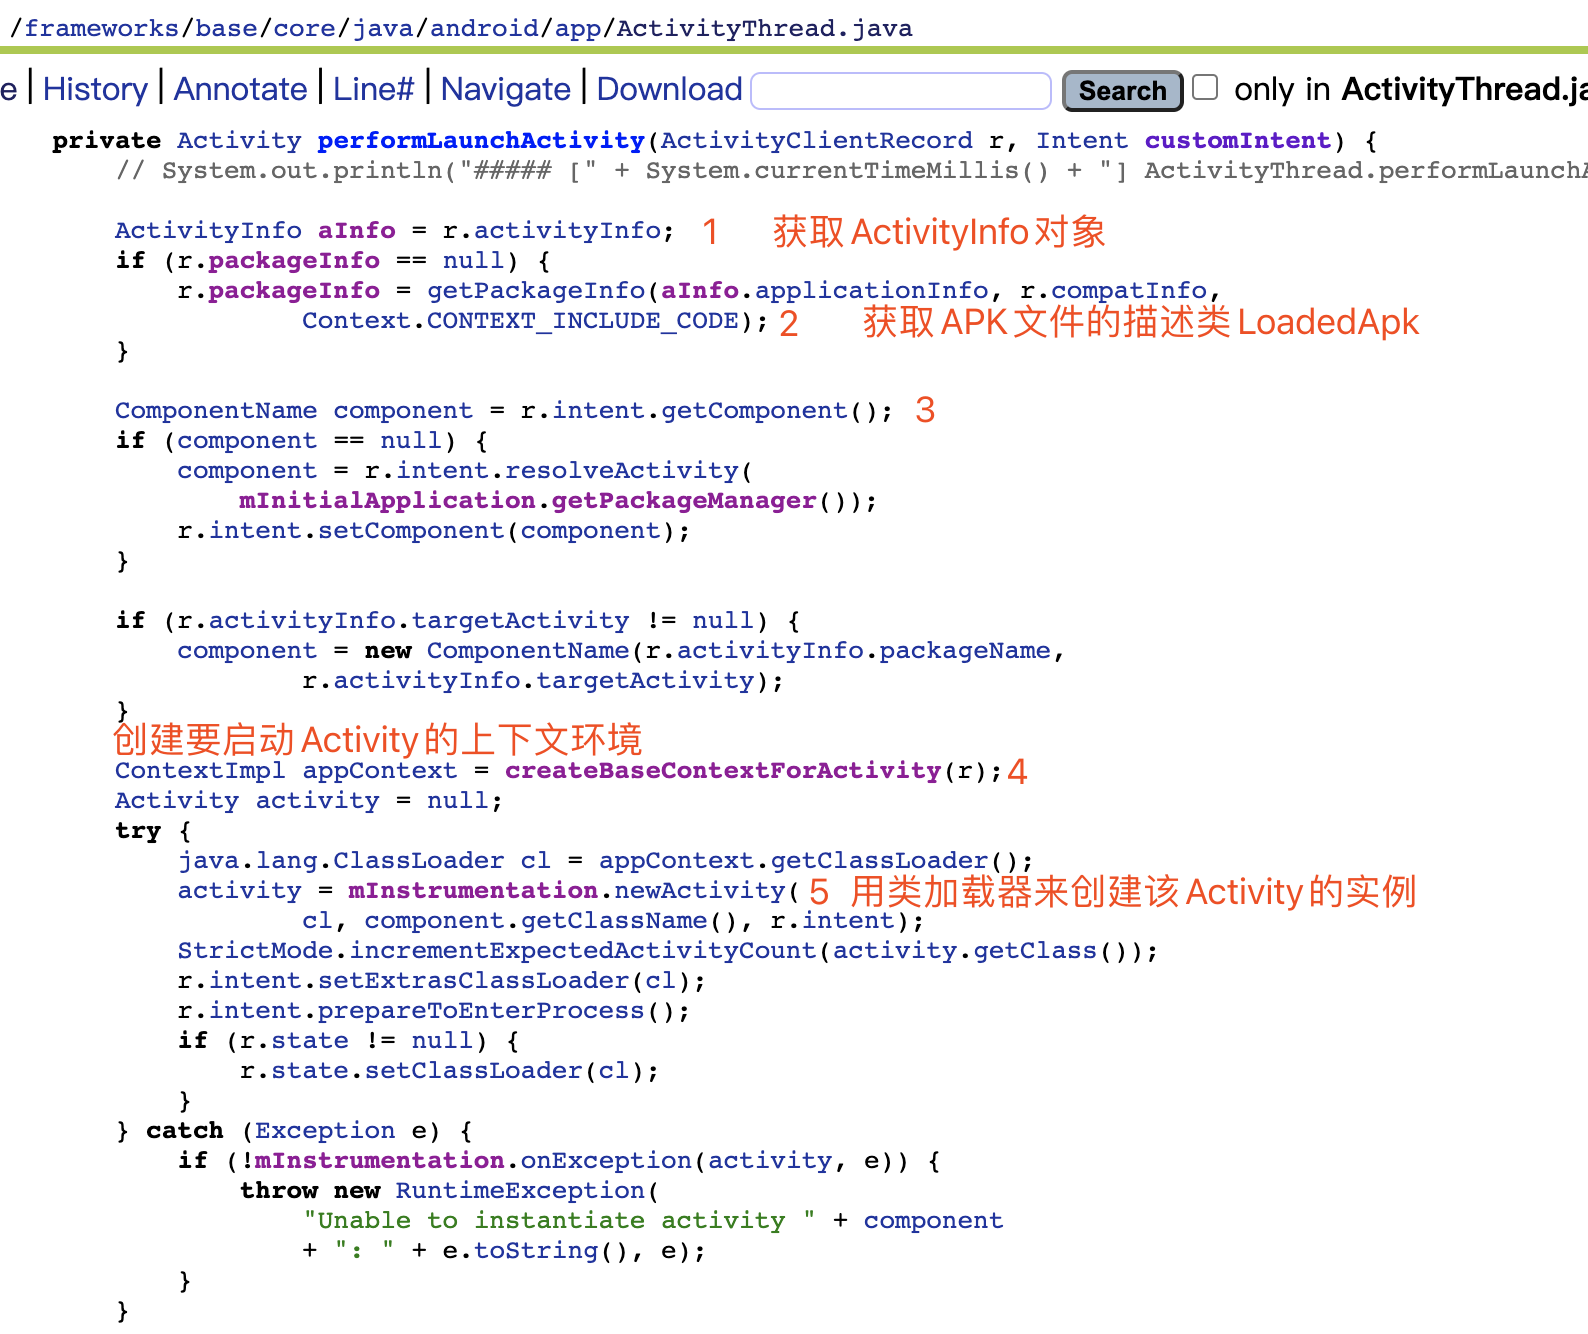 /frameworks/base/core/java/android/app/ActivityThread.java
e | History | Annotate | Line# | Navigate | Download Search only in ActivityThread.ja
private Activity performLaunchActivity(ActivityClientRecord r, Intent customIntent) {
// System.out.println("##### [" + System.currentTimeMillis() + "] ActivityThread.performLaunchA
ActivityInfo aInfo = r.activityInfo; 1 获取ActivityInfo对象
if (r.packageInfo == null) {
r.packageInfo = getPackageInfo(aInfo.applicationInfo, r.compatInfo,
Context.CONTEXT_INCLUDE_CODE); 2 获取APK文件的描述类LoadedApk
}
ComponentName component = r.intent.getComponent(); 3
if (component == null) {
component = r.intent.resolveActivity(
mInitialApplication.getPackageManager());
r.intent.setComponent(component);
}
if (r.activityInfo.targetActivity != null) {
component = new ComponentName(r.activityInfo.packageName,
r.activityInfo.targetActivity);
}
创建要启动Activity的上下文环境
ContextImpl appContext = createBaseContextForActivity(r); 4
Activity activity = null;
try {
java.lang.ClassLoader cl = appContext.getClassLoader();
activity = mInstrumentation.newActivity( 5 用类加载器来创建该Activity的实例
cl, component.getClassName(), r.intent);
StrictMode.incrementExpectedActivityCount(activity.getClass());
r.intent.setExtrasClassLoader(cl);
r.intent.prepareToEnterProcess();
if (r.state != null) {
r.state.setClassLoader(cl);
}
} catch (Exception e) {
if (!mInstrumentation.onException(activity, e)) {
throw new RuntimeException(
"Unable to instantiate activity " + component
+ ": " + e.toString(), e);
}
}